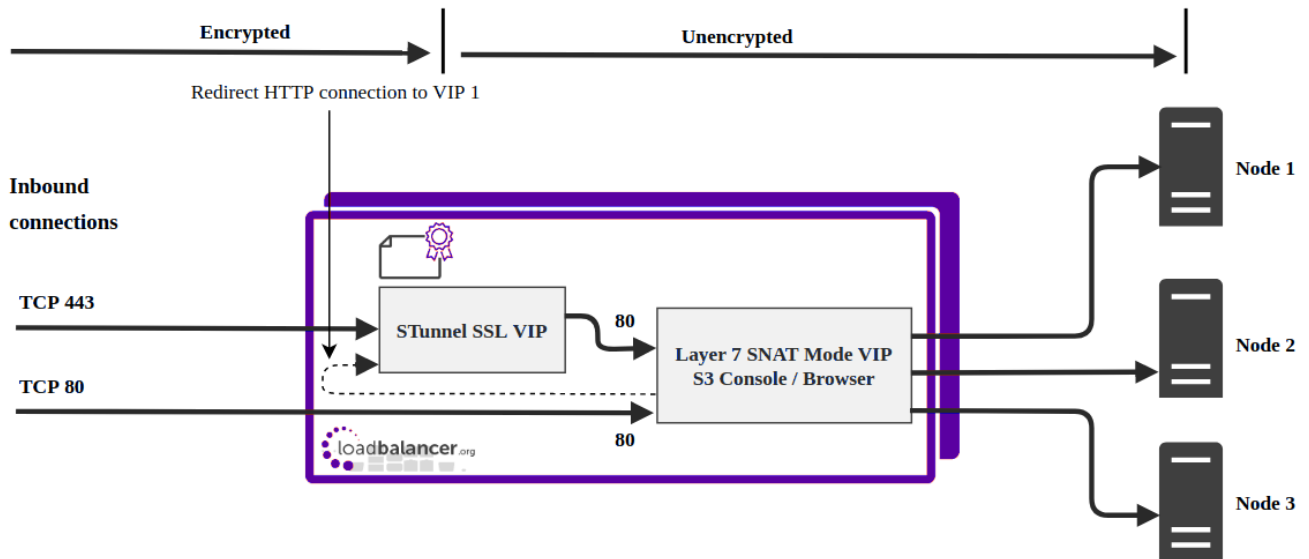 Encrypted
Unencrypted
Redirect HTTP connection to VIP 1
Inbound
connections
Node 1
TCP 443
STunnel SSL VIP
80
Layer 7 SNAT Mode VIP
S3 Console / Browser
Node 2
TCP 80
80
loadbalancer.org
Node 3